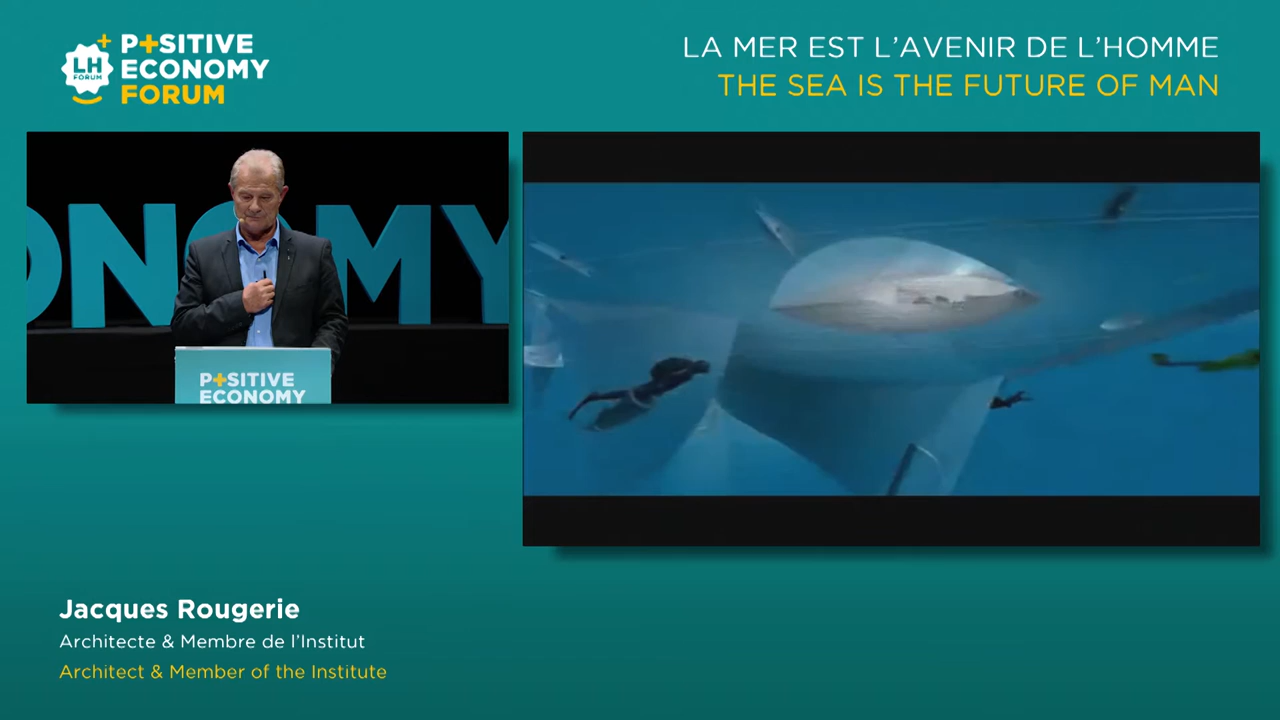 P+SITIVE
ECONOMY
FORUM
LH
FORUM
LA MER EST L'AVENIR DE L'HOMME
THE SEA IS THE FUTURE OF MAN
ONOMY
P+SITIVE
ECONOMY
Jacques Rougerie
Architecte & Membre de l'Institut
Architect & Member of the Institute